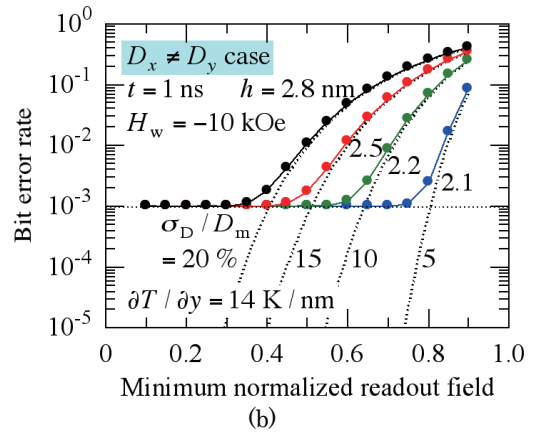 10⁰
D_x ≠ D_y case
t = 1 ns h = 2.8 nm
H_w = −10 kOe
10⁻¹
10⁻²
10⁻³
10⁻⁴
10⁻⁵
Bit error rate
2.5
2.2
2.1
σ_D / D_m
= 20 % 15 10 5
∂T / ∂y = 14 K / nm
0 0.2 0.4 0.6 0.8 1.0
Minimum normalized readout field
(b)